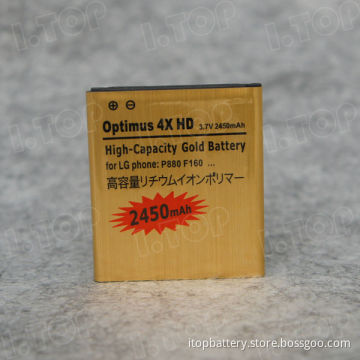 I.TOP
Optimus 4X HD 3.7V 2450mAh
High-Capacity Gold Battery
for LG phone: P880 F160 ...
高容量リチウムイオンポリマー
2450mAh
itopbattery.store.bossgoo.com